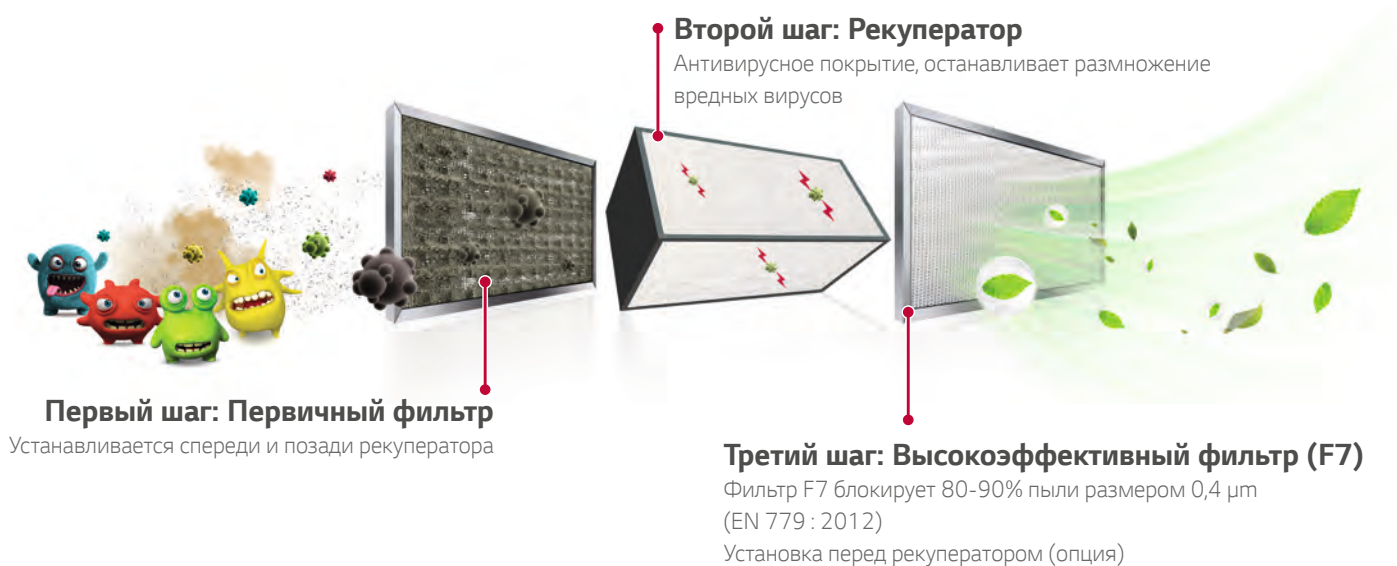 Второй шаг: Рекуператор
Антивирусное покрытие, останавливает размножение
вредных вирусов
Первый шаг: Первичный фильтр
Устанавливается спереди и позади рекуператора
Третий шаг: Высокоэффективный фильтр (F7)
Фильтр F7 блокирует 80-90% пыли размером 0,4 µm
(EN 779 : 2012)
Установка перед рекуператором (опция)